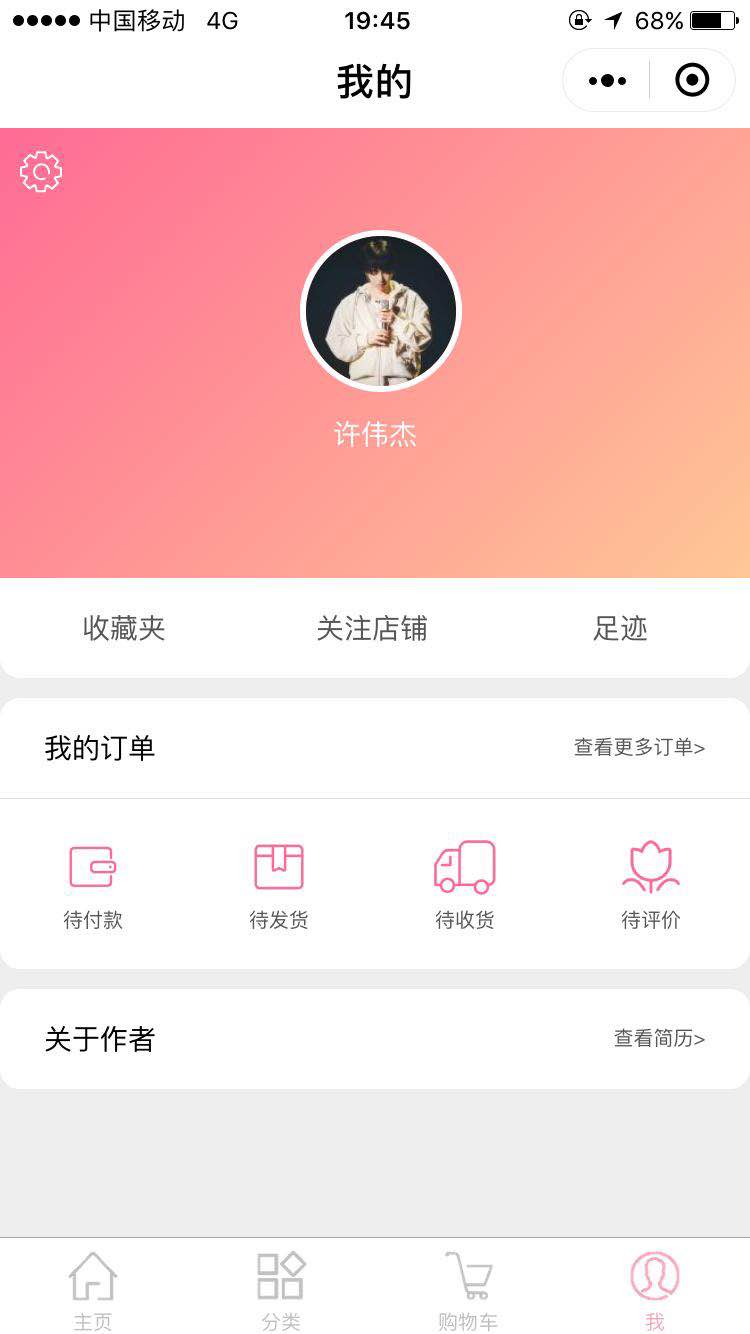 中国移动 4G 19:45 68%
我的
许伟杰
收藏夹 关注店铺 足迹
我的订单 查看更多订单>
待付款 待发货 待收货 待评价
关于作者 查看简历>
主页 分类 购物车 我